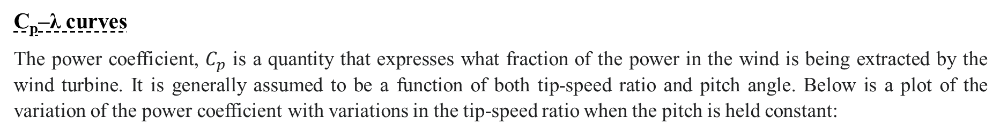 Cp–λ curves
The power coefficient, Cp is a quantity that expresses what fraction of the power in the wind is being extracted by the
wind turbine. It is generally assumed to be a function of both tip-speed ratio and pitch angle. Below is a plot of the
variation of the power coefficient with variations in the tip-speed ratio when the pitch is held constant: